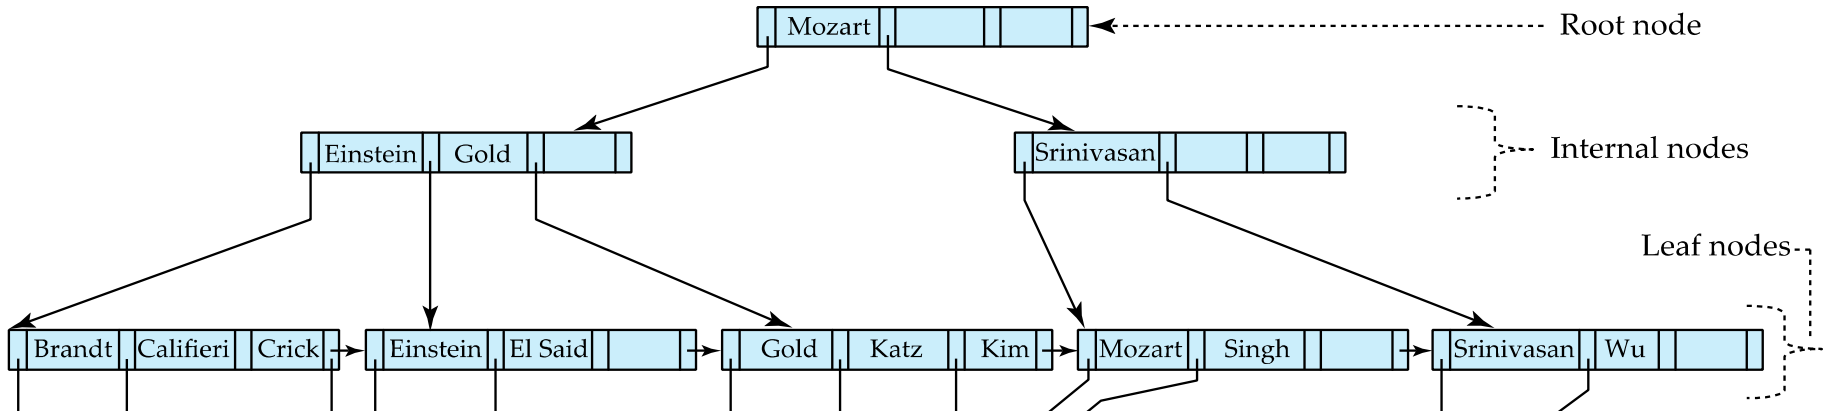 Mozart
Root node
Einstein Gold
Srinivasan
Internal nodes
Leaf nodes
Brandt Califieri Crick Einstein El Said Gold Katz Kim Mozart Singh Srinivasan Wu